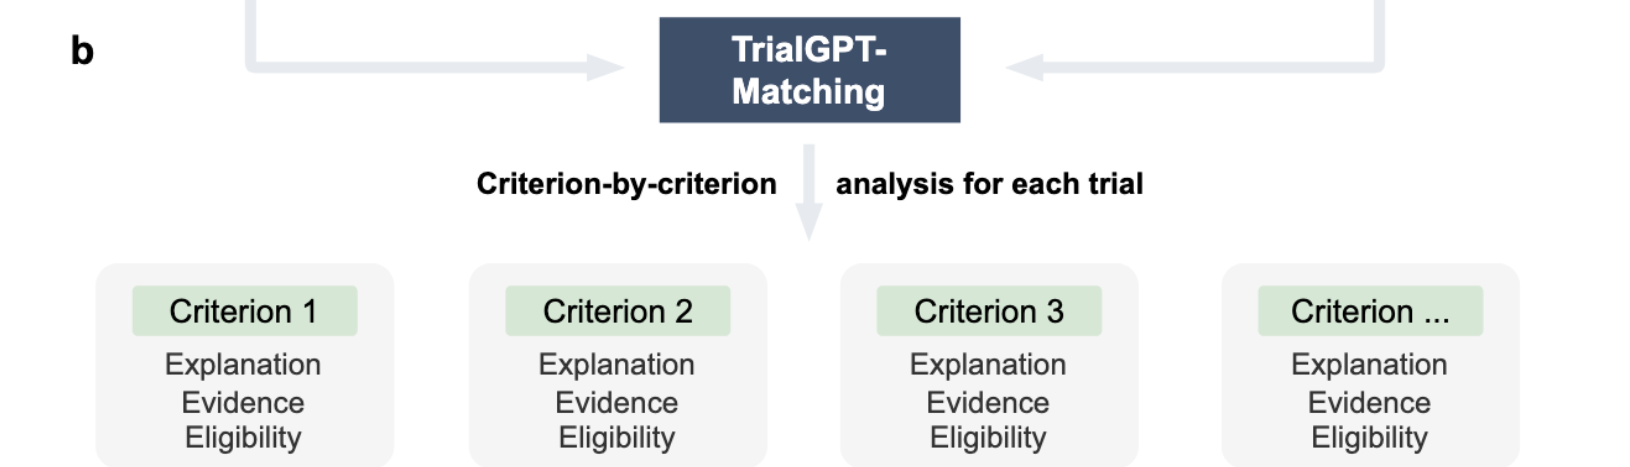 b
TrialGPT-
Matching
Criterion-by-criterion analysis for each trial
Criterion 1
Explanation
Evidence
Eligibility
Criterion 2
Explanation
Evidence
Eligibility
Criterion 3
Explanation
Evidence
Eligibility
Criterion ...
Explanation
Evidence
Eligibility